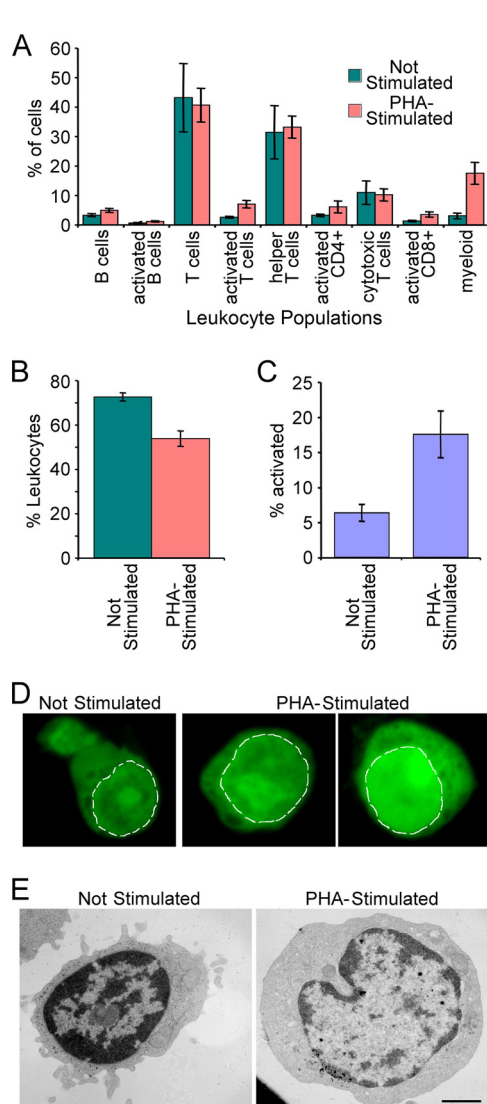 A
60
50
40
30
20
10
0
% of cells
Not
Stimulated
PHA-
Stimulated
B cells
activated
B cells
T cells
activated
T cells
helper
T cells
activated
CD4+
cytotoxic
T cells
activated
CD8+
myeloid
Leukocyte Populations
B
80
60
40
20
0
% Leukocytes
Not
Stimulated
PHA-
Stimulated
C
25
20
15
10
5
0
% activated
Not
Stimulated
PHA-
Stimulated
D
Not Stimulated
PHA-Stimulated
E
Not Stimulated
PHA-Stimulated